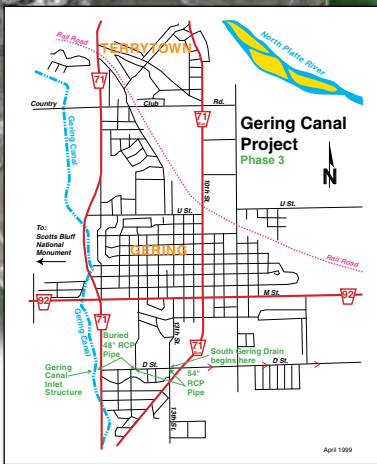 North Platte River
Rail Road
TERRYTOWN
71
Country Club Rd.
71
Gering Canal
Gering Canal
Project
Phase 3
N
10th St.
U St.
U St.
To:
Scotts Bluff
National
Monument
GERING
Rail Road
M St.
92
92
71
Gering Canal
Buried
48" RCP
Pipe
13th St.
71
South Gering Drain
begins here
D St.
D St.
Gering
Canal
Inlet
Structure
54"
RCP
Pipe
13th St.
April 1999